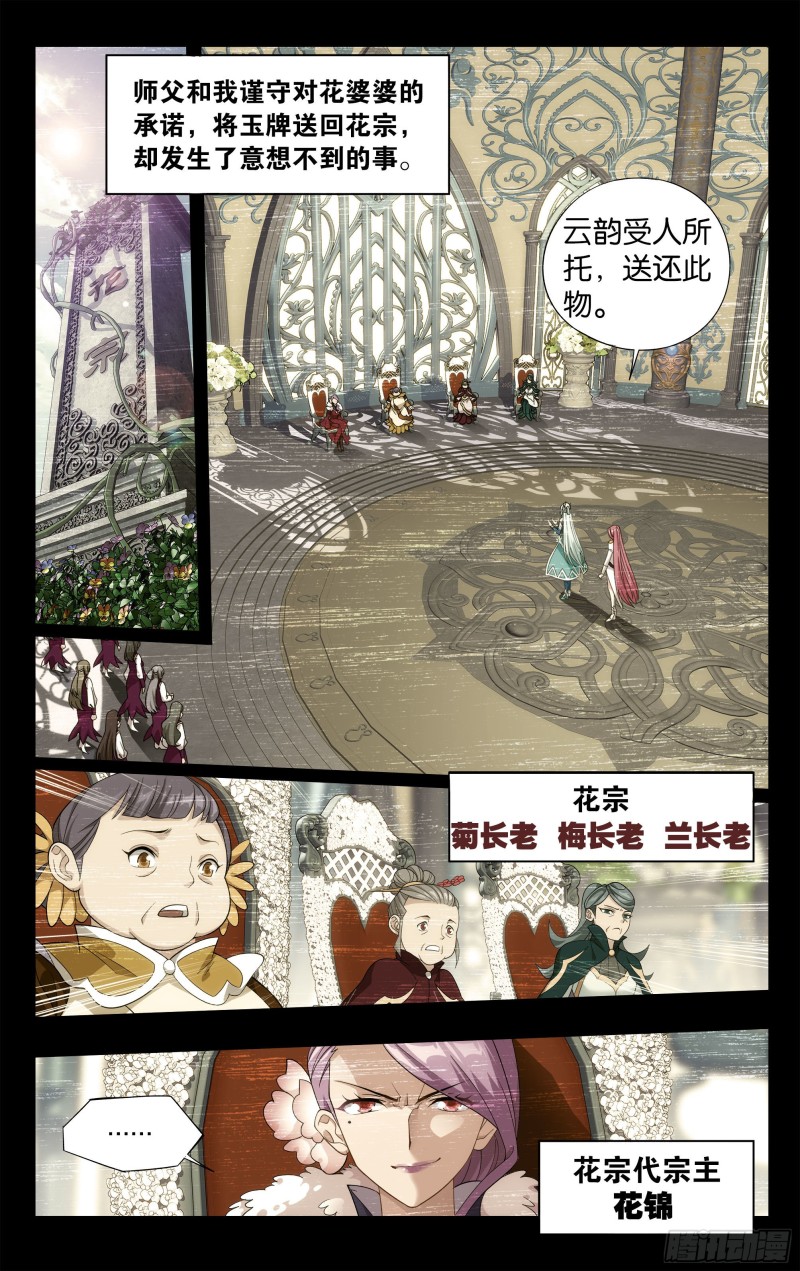 师父和我谨守对花婆婆的
承诺，将玉牌送回花宗，
却发生了意想不到的事。
云韵受人所
托，送还此
物。
花宗
花宗
菊长老 梅长老 兰长老
……
花宗代宗主
花锦
腾讯动漫